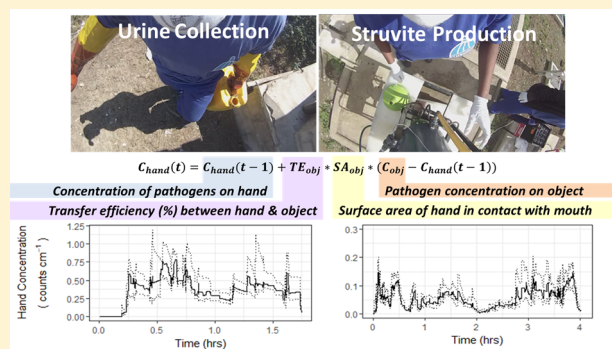 Urine Collection
Struvite Production
C_hand(t) = C_hand(t − 1) + TE_obj * SA_obj * (C_obj − C_hand(t − 1))
Concentration of pathogens on hand
Pathogen concentration on object
Transfer efficiency (%) between hand & object
Surface area of hand in contact with mouth
Hand Concentration
( counts cm⁻¹)
1.25
1.00
0.75
0.50
0.25
0.00
0.0 0.5 1.0 1.5
Time (hrs)
0.3
0.2
0.1
0.0
0 1 2 3 4
Time (hrs)